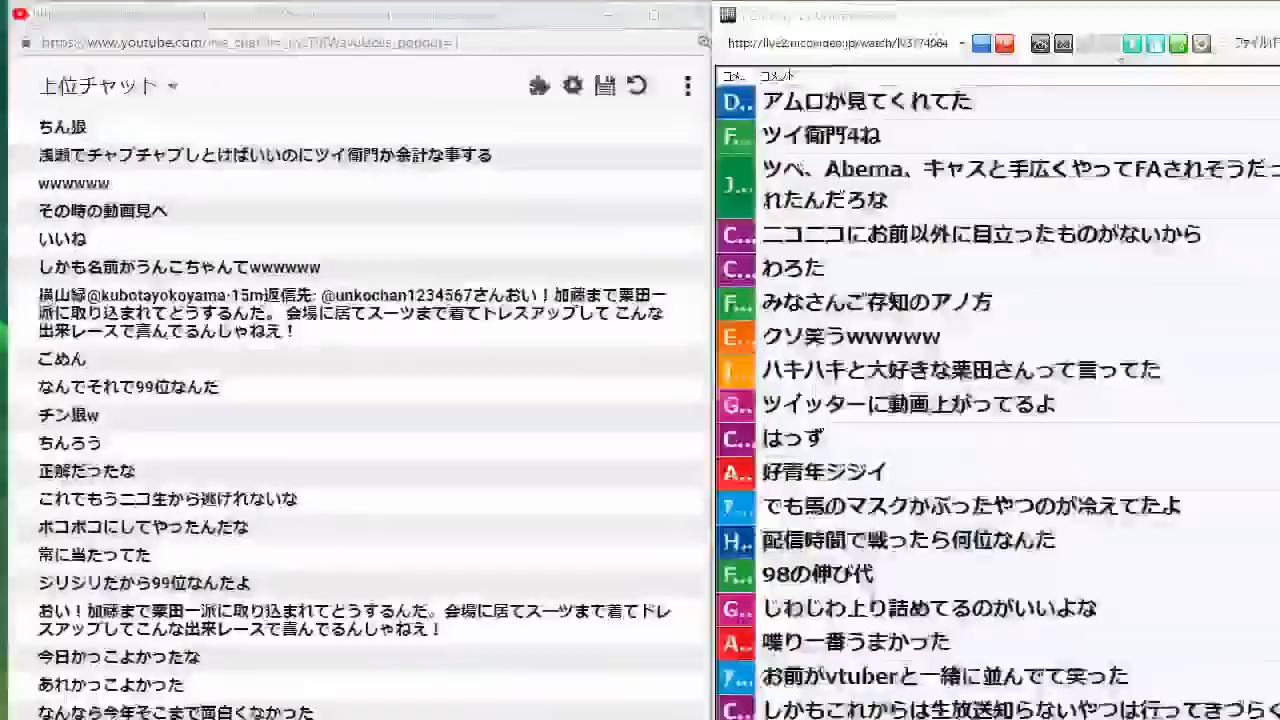 上位チャット
ちん狼
瀬でチャプチャプしとけばいいのにツイ衛門が余計な事する
wwwwww
その時の動画見へ
いいね
しかも名前がうんこちゃんてwwwwww
横山緑@kubotayokoyama·15m返信先: @unkochan1234567さんおい！加藤まで栗田一
派に取り込まれてどうするんだ。 会場に居てスーツまで着てドレスアップして こんな
出来レースで喜んでるんじゃねえ！
ごめん
なんでそれで99位なんだ
チン狼w
ちんろう
正解だったな
これでもうニコ生から逃げれないな
ボコボコにしてやったんだな
常に当たってた
ジリジリだから99位なんだよ
おい！加藤まで栗田一派に取り込まれてどうするんだ。会場に居てスーツまで着てドレ
スアップしてこんな出来レースで喜んでるんじゃねえ！
今日かっこよかったな
あれかっこよかった
なんなら今年そこまで面白くなかった
コメ.. コメント
D.. アムロが見てくれてた
F... ツイ衛門4ね
J... ツベ、Abema、キャスと手広くやってFAされそうだっ
れたんだろな
C... ニコニコにお前以外に目立ったものがないから
C... わろた
F... みなさんご存知のアノ方
E... クソ笑うwwwww
ハキハキと大好きな栗田さんって言ってた
G... ツイッターに動画上がってるよ
C... はっず
A... 好青年ジジイ
7... でも馬のマスクかぶったやつのが冷えてたよ
H... 配信時間で戦ったら何位なんだ
F... 98の伸び代
G... じわじわ上り詰めてるのがいいよな
A... 喋り一番うまかった
7... お前がvtuberと一緒に並んでて笑った
C... しかもこれからは生放送知らないやつは行ってきづらく